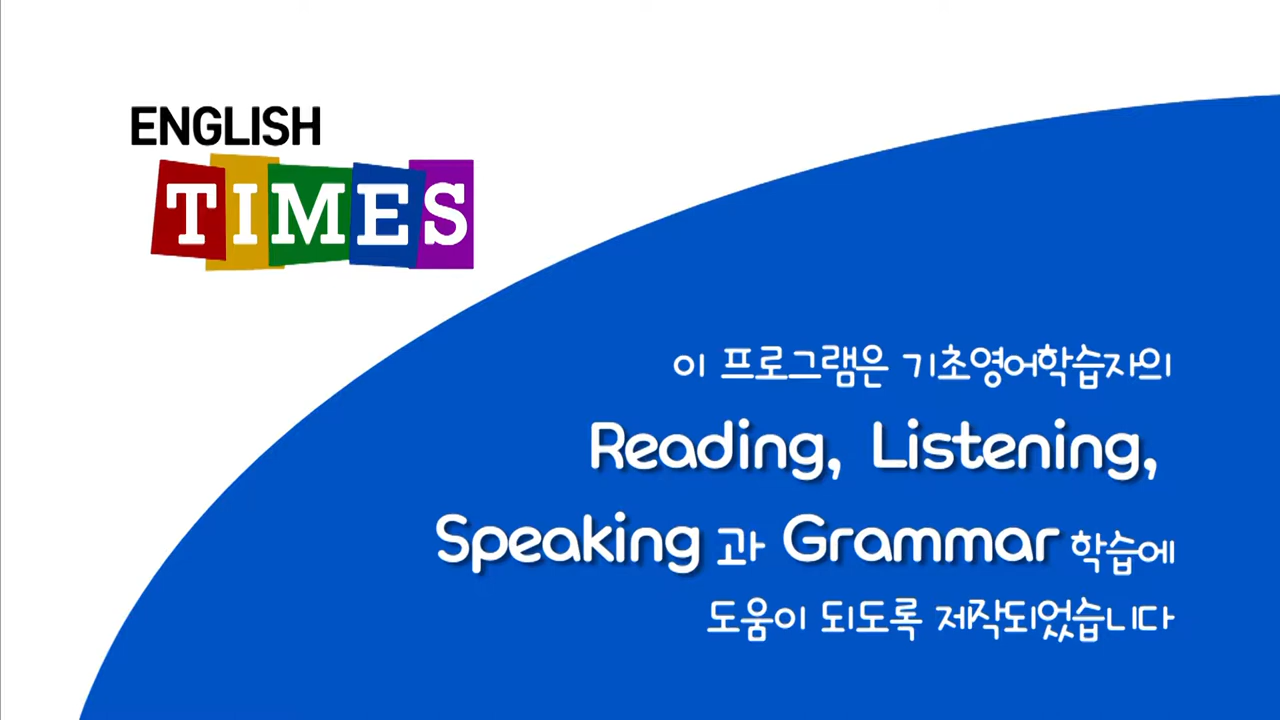 ENGLISH
TIMES
이 프로그램은 기초영어학습자의
Reading, Listening,
Speaking 과 Grammar 학습에
도움이 되도록 제작되었습니다